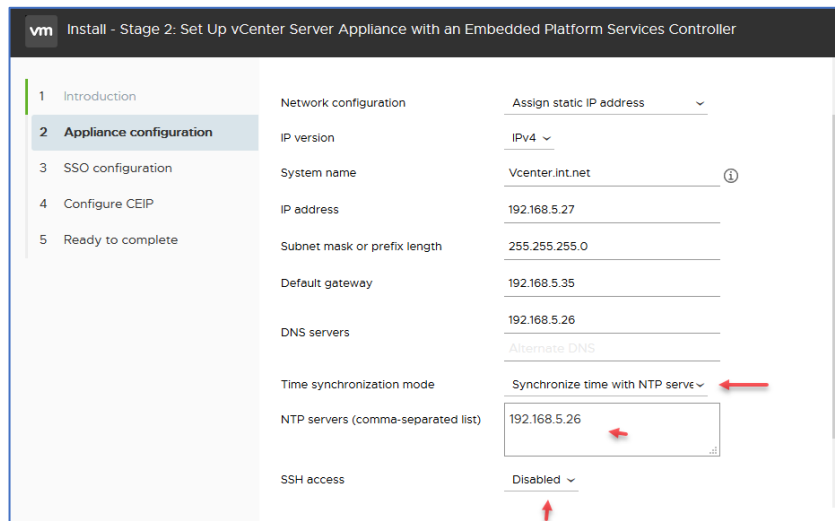 vm Install - Stage 2: Set Up vCenter Server Appliance with an Embedded Platform Services Controller
1 Introduction
2 Appliance configuration
3 SSO configuration
4 Configure CEIP
5 Ready to complete
Network configuration Assign static IP address
IP version IPv4
System name Vcenter.int.net
IP address 192.168.5.27
Subnet mask or prefix length 255.255.255.0
Default gateway 192.168.5.35
DNS servers 192.168.5.26
Alternate DNS
Time synchronization mode Synchronize time with NTP serve
NTP servers (comma-separated list) 192.168.5.26
SSH access Disabled